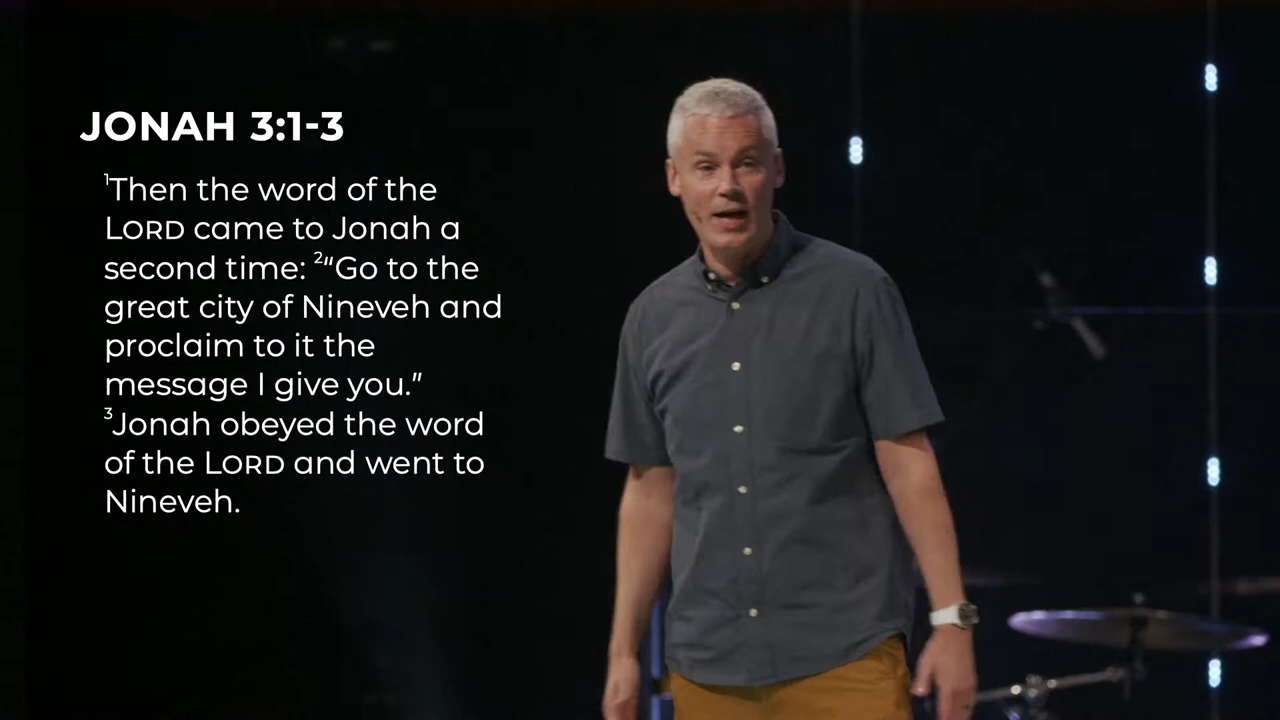 JONAH 3:1-3
¹Then the word of the
LORD came to Jonah a
second time: ²“Go to the
great city of Nineveh and
proclaim to it the
message I give you.”
³Jonah obeyed the word
of the LORD and went to
Nineveh.